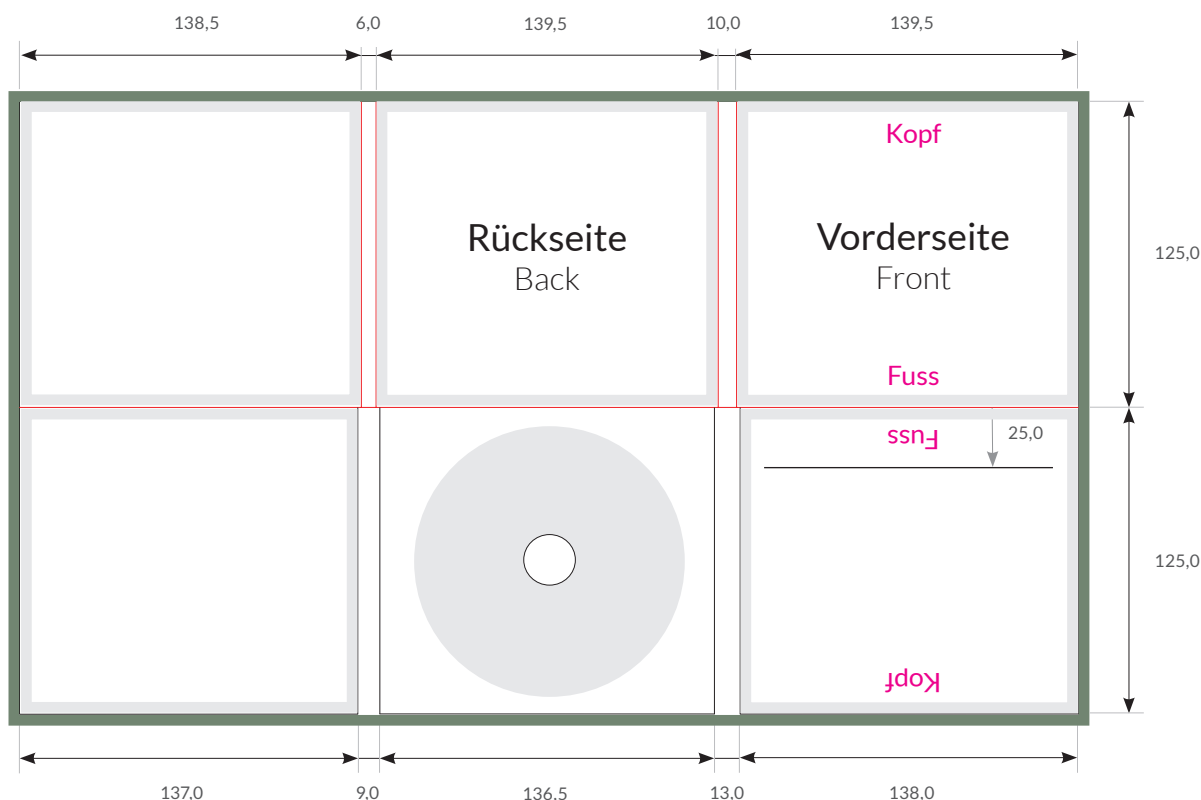 138,5
6,0
139,5
10,0
139,5
Kopf
Rückseite
Back
Vorderseite
Front
125,0
Fuss
Fuss
25,0
125,0
Kopf
137,0
9,0
136,5
13,0
138,0